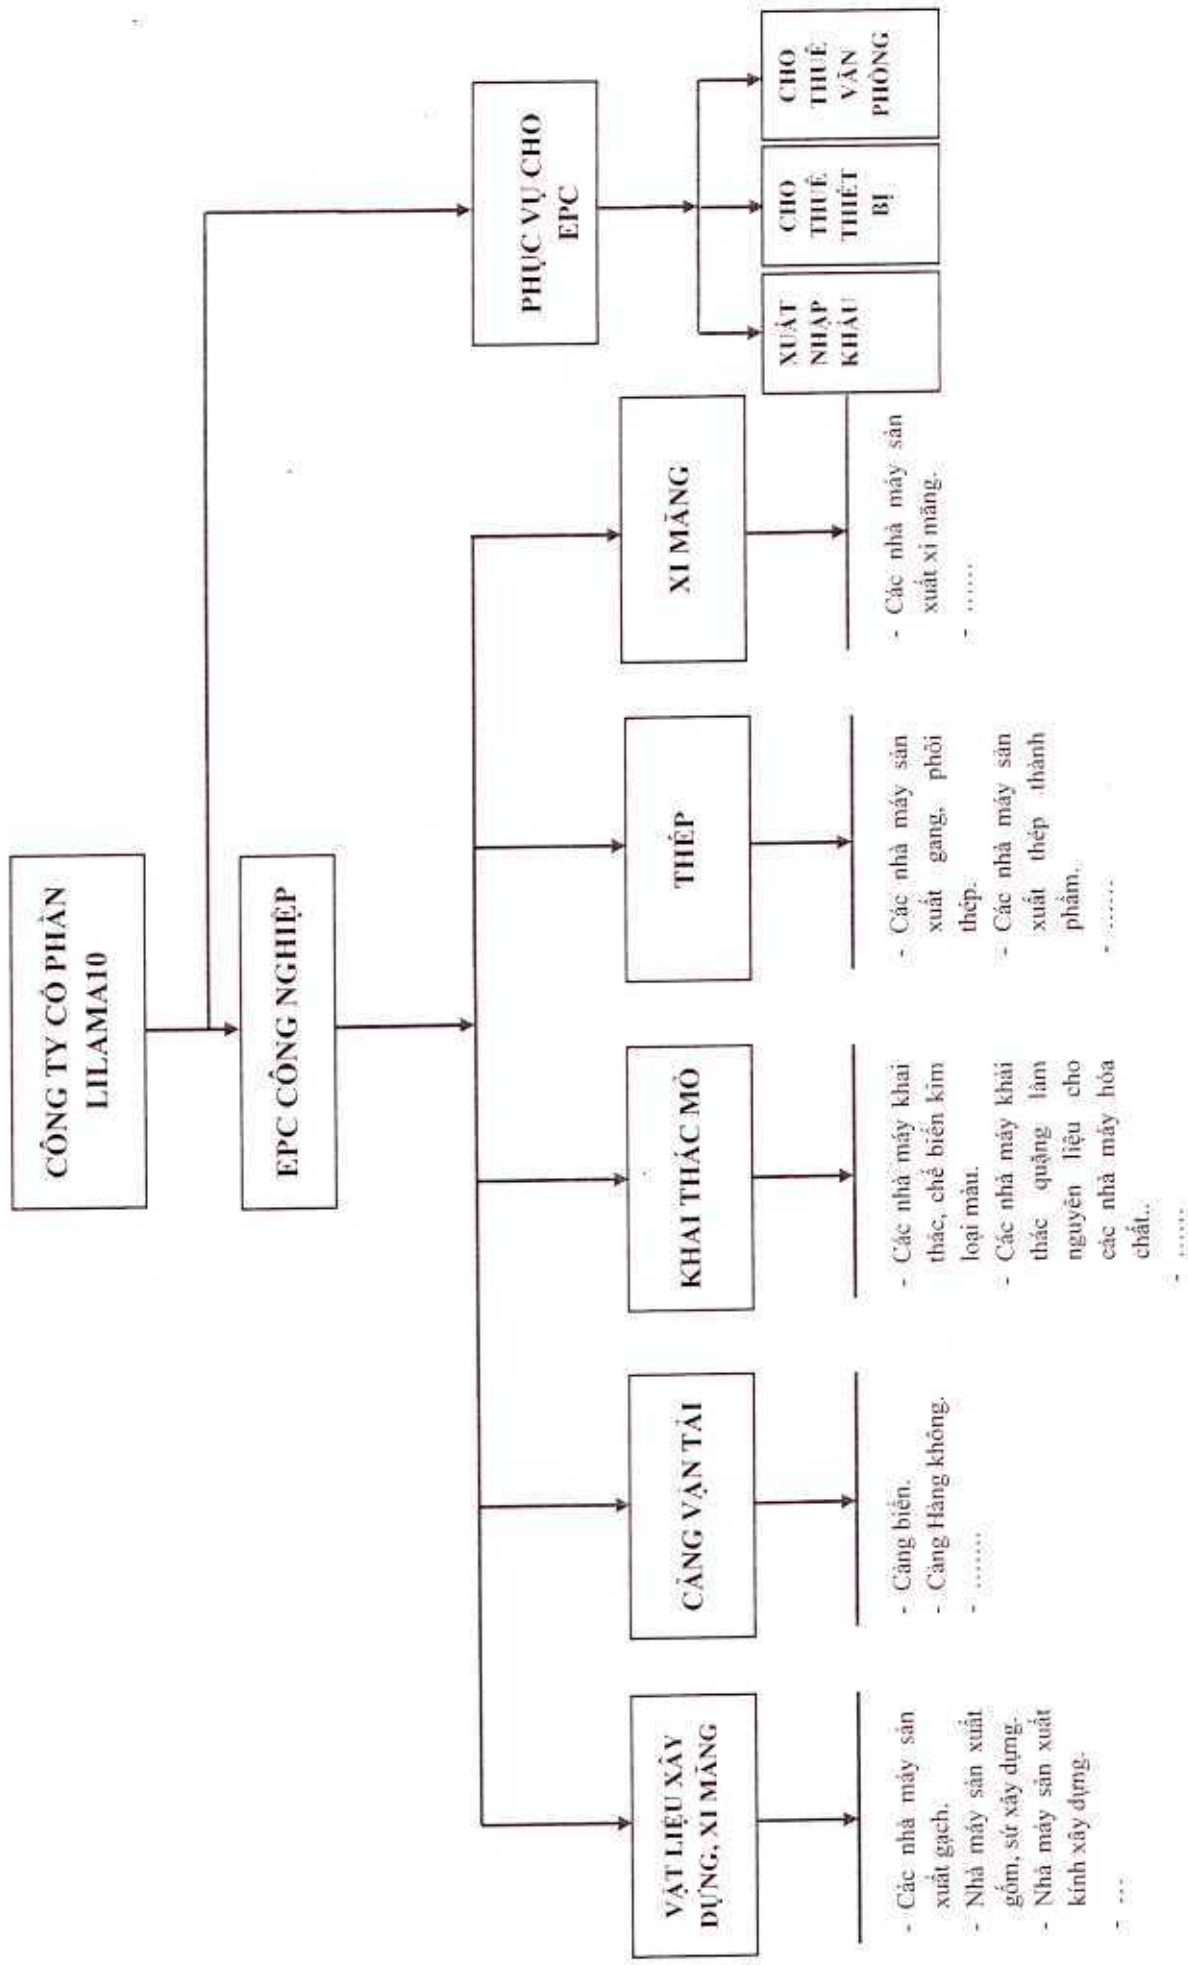 CÔNG TY CỔ PHẦN
LILAMA10
EPC CÔNG NGHIỆP
PHỤC VỤ CHO
EPC
VẬT LIỆU XÂY
DỰNG, XI MĂNG
CẢNG VẬN TẢI
KHAI THÁC MỎ
THÉP
XI MĂNG
XUẤT
NHẬP
KHẨU
CHO
THUÊ
THIẾT
BỊ
CHO
THUÊ
VĂN
PHÒNG
- Các nhà máy sản
xuất gạch.
- Nhà máy sản xuất
gốm, sứ xây dựng.
- Nhà máy sản xuất
kính xây dựng.
- ...
- Cảng biển.
- Cảng Hàng không.
- .......
- Các nhà máy khai
thác, chế biến kim
loại màu.
- Các nhà máy khai
thác quặng làm
nguyên liệu cho
các nhà máy hóa
chất..
- ......
- Các nhà máy sản
xuất gang, phôi
thép.
- Các nhà máy sản
xuất thép thành
phẩm.
- ......
- Các nhà máy sản
xuất xi măng.
- ......